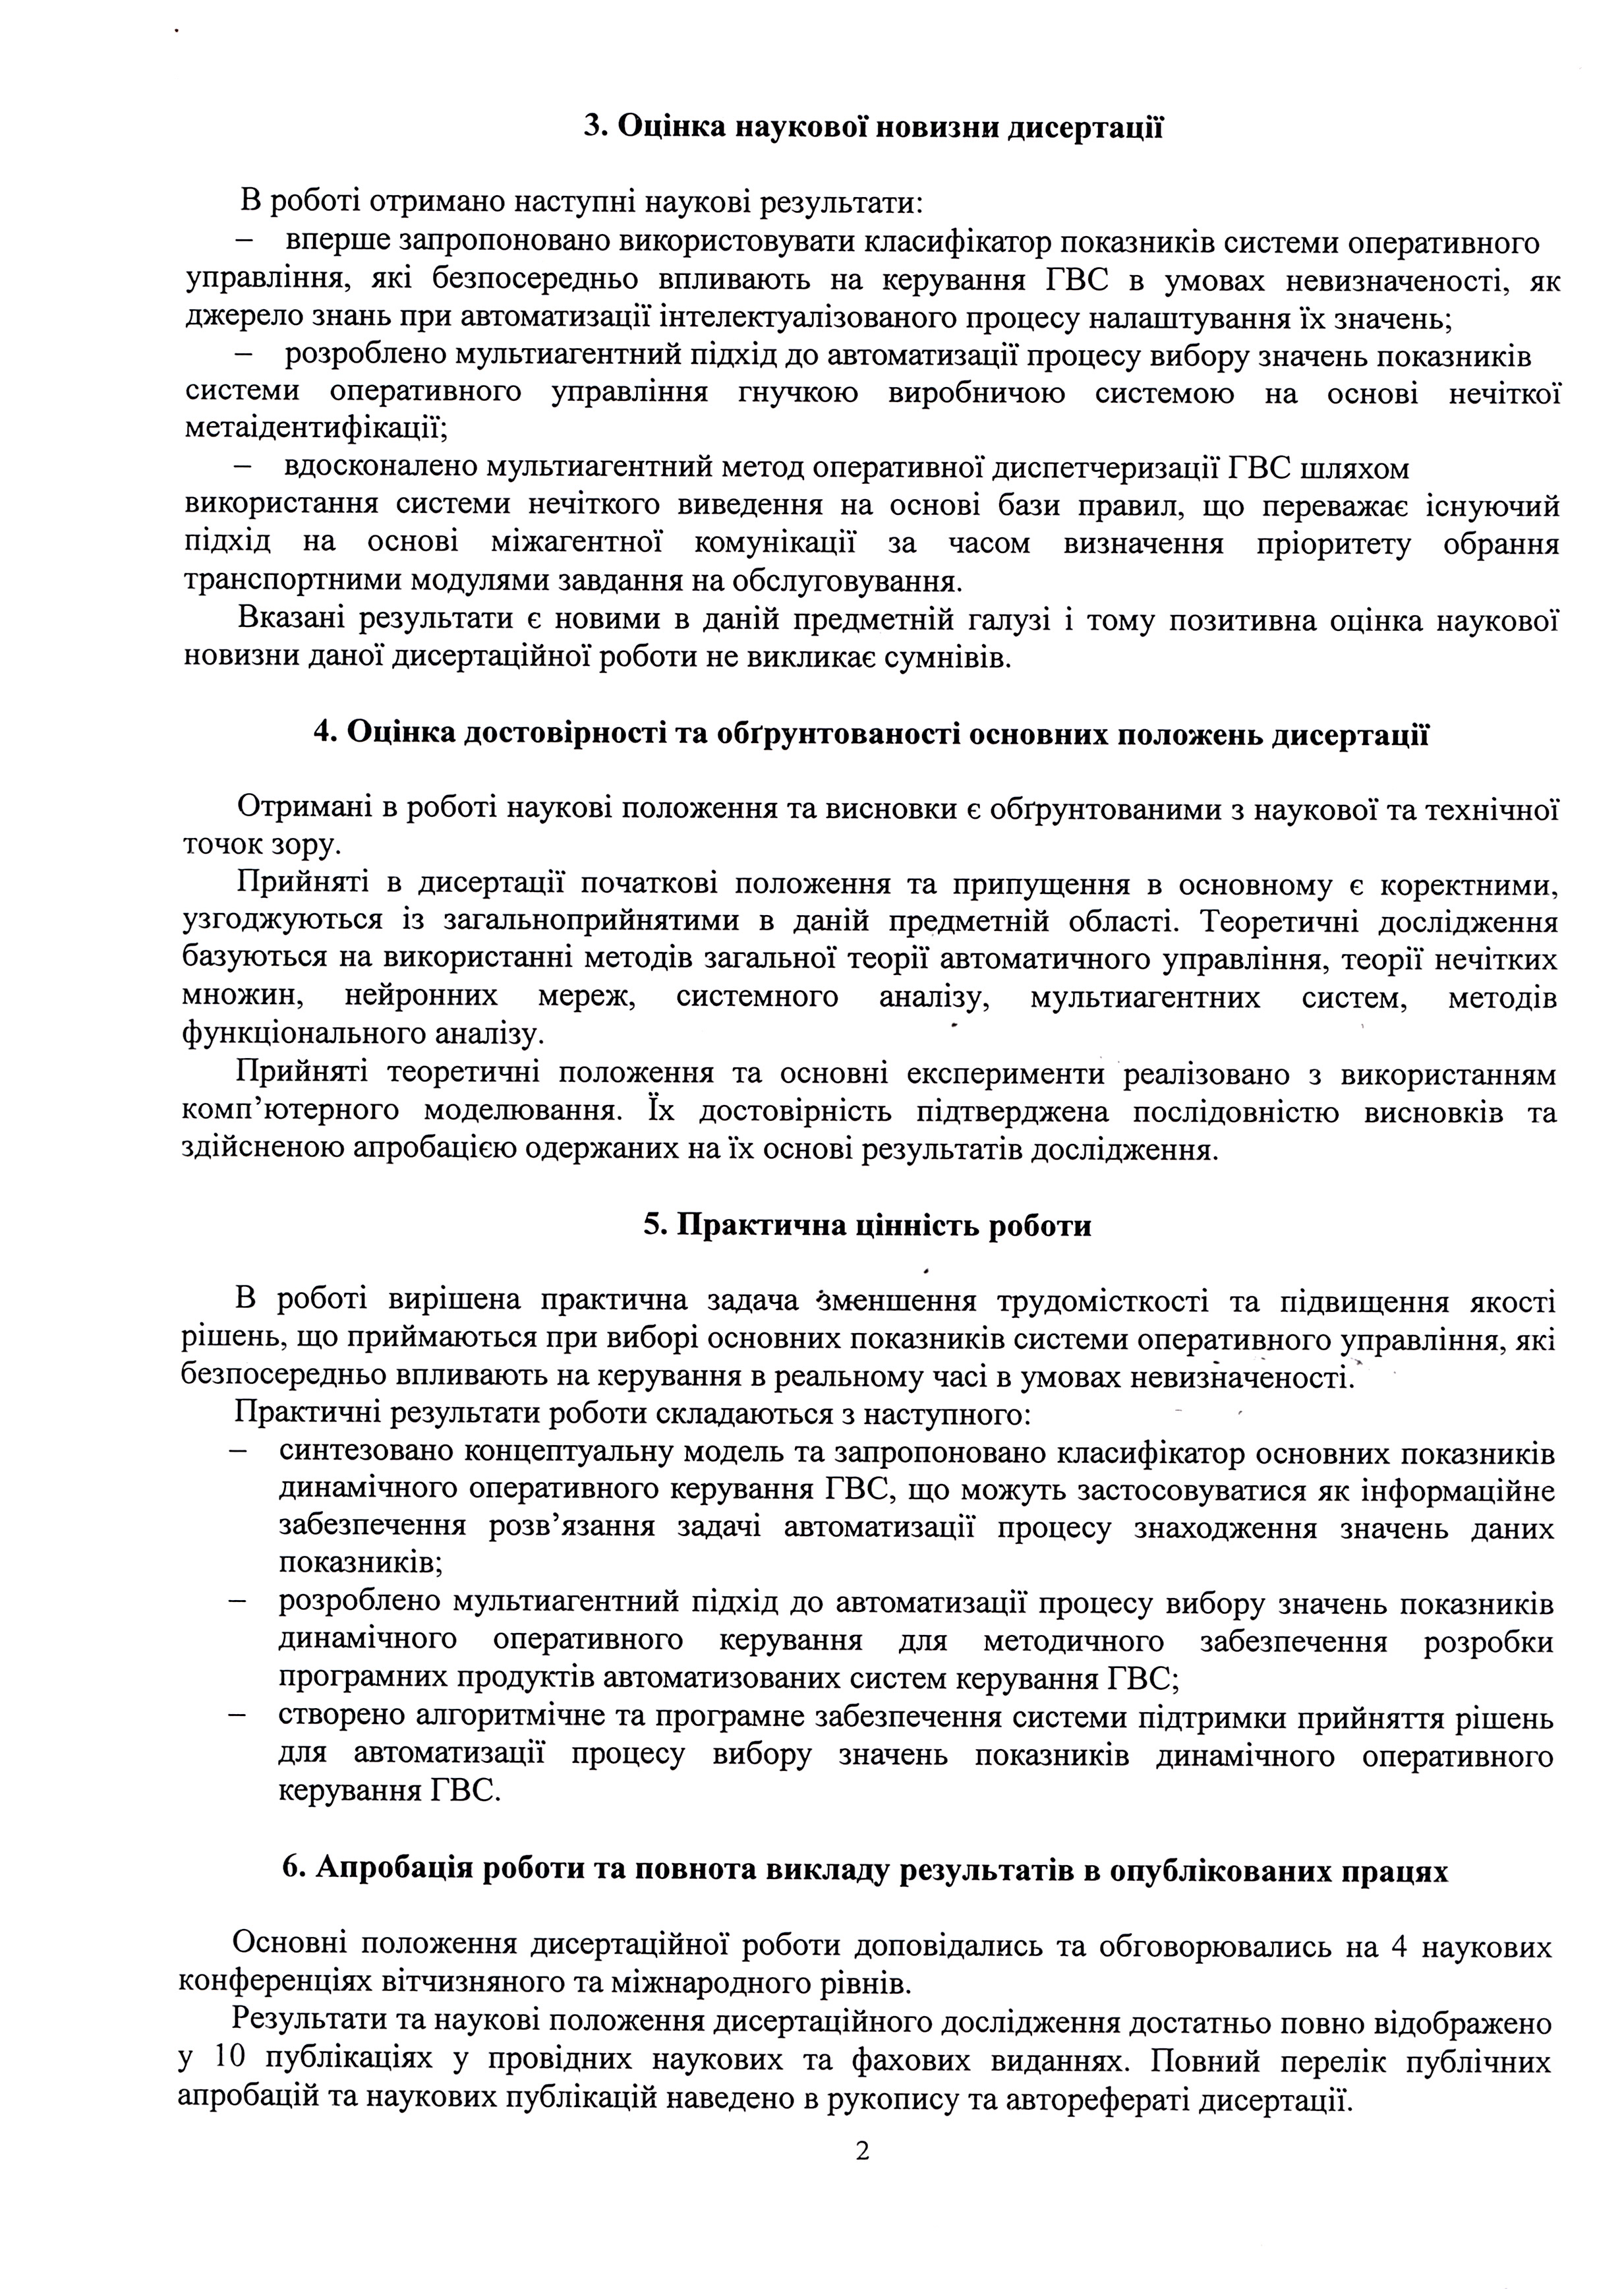 3. Оцінка наукової новизни дисертації
В роботі отримано наступні наукові результати:
– вперше запропоновано використовувати класифікатор показників системи оперативного
управління, які безпосередньо впливають на керування ГВС в умовах невизначеності, як
джерело знань при автоматизації інтелектуалізованого процесу налаштування їх значень;
– розроблено мультиагентний підхід до автоматизації процесу вибору значень показників
системи оперативного управління гнучкою виробничою системою на основі нечіткої
метаідентифікації;
– вдосконалено мультиагентний метод оперативної диспетчеризації ГВС шляхом
використання системи нечіткого виведення на основі бази правил, що переважає існуючий
підхід на основі міжагентної комунікації за часом визначення пріоритету обрання
транспортними модулями завдання на обслуговування.
Вказані результати є новими в даній предметній галузі і тому позитивна оцінка наукової
новизни даної дисертаційної роботи не викликає сумнівів.
4. Оцінка достовірності та обґрунтованості основних положень дисертації
Отримані в роботі наукові положення та висновки є обґрунтованими з наукової та технічної
точок зору.
Прийняті в дисертації початкові положення та припущення в основному є коректними,
узгоджуються із загальноприйнятими в даній предметній області. Теоретичні дослідження
базуються на використанні методів загальної теорії автоматичного управління, теорії нечітких
множин, нейронних мереж, системного аналізу, мультиагентних систем, методів
функціонального аналізу.
Прийняті теоретичні положення та основні експерименти реалізовано з використанням
комп’ютерного моделювання. Їх достовірність підтверджена послідовністю висновків та
здійсненою апробацією одержаних на їх основі результатів дослідження.
5. Практична цінність роботи
В роботі вирішена практична задача зменшення трудомісткості та підвищення якості
рішень, що приймаються при виборі основних показників системи оперативного управління, які
безпосередньо впливають на керування в реальному часі в умовах невизначеності.
Практичні результати роботи складаються з наступного:
– синтезовано концептуальну модель та запропоновано класифікатор основних показників
динамічного оперативного керування ГВС, що можуть застосовуватися як інформаційне
забезпечення розв’язання задачі автоматизації процесу знаходження значень даних
показників;
– розроблено мультиагентний підхід до автоматизації процесу вибору значень показників
динамічного оперативного керування для методичного забезпечення розробки
програмних продуктів автоматизованих систем керування ГВС;
– створено алгоритмічне та програмне забезпечення системи підтримки прийняття рішень
для автоматизації процесу вибору значень показників динамічного оперативного
керування ГВС.
6. Апробація роботи та повнота викладу результатів в опублікованих працях
Основні положення дисертаційної роботи доповідались та обговорювались на 4 наукових
конференціях вітчизняного та міжнародного рівнів.
Результати та наукові положення дисертаційного дослідження достатньо повно відображено
у 10 публікаціях у провідних наукових та фахових виданнях. Повний перелік публічних
апробацій та наукових публікацій наведено в рукопису та авторефераті дисертації.
2